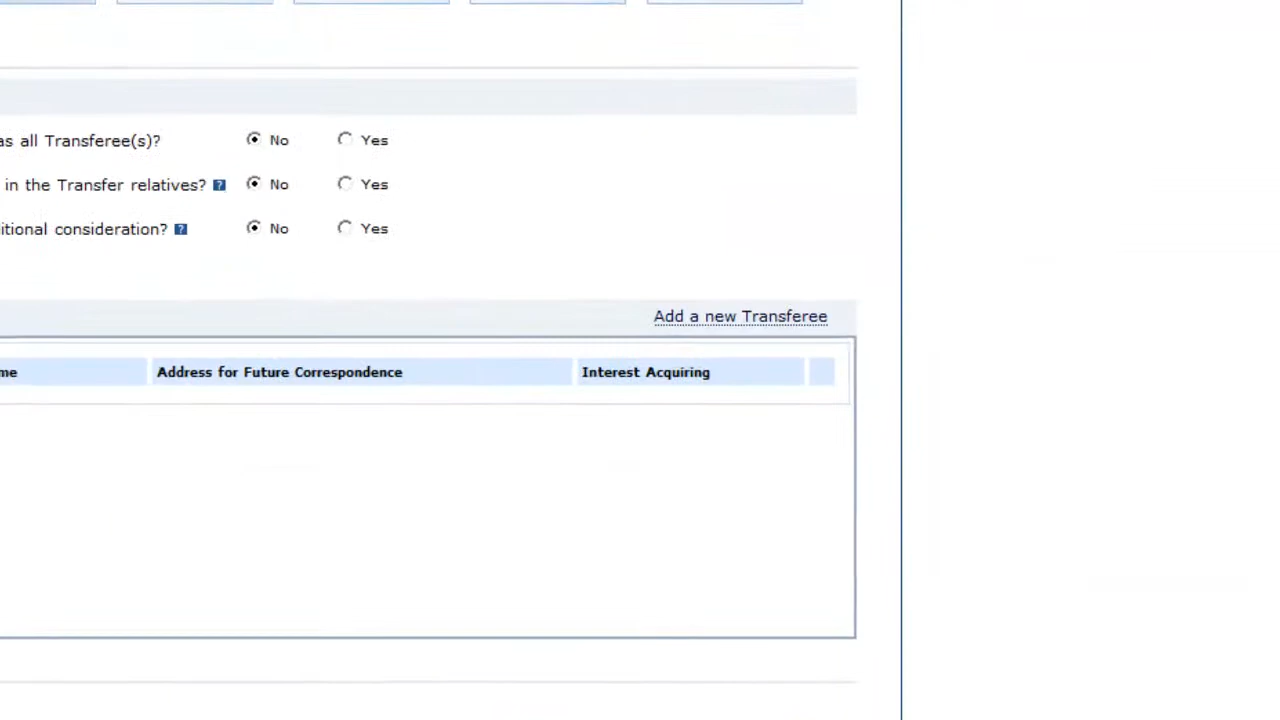 as all Transferee(s)? No Yes
in the Transfer relatives? ? No Yes
itional consideration? ? No Yes
Add a new Transferee
me Address for Future Correspondence Interest Acquiring